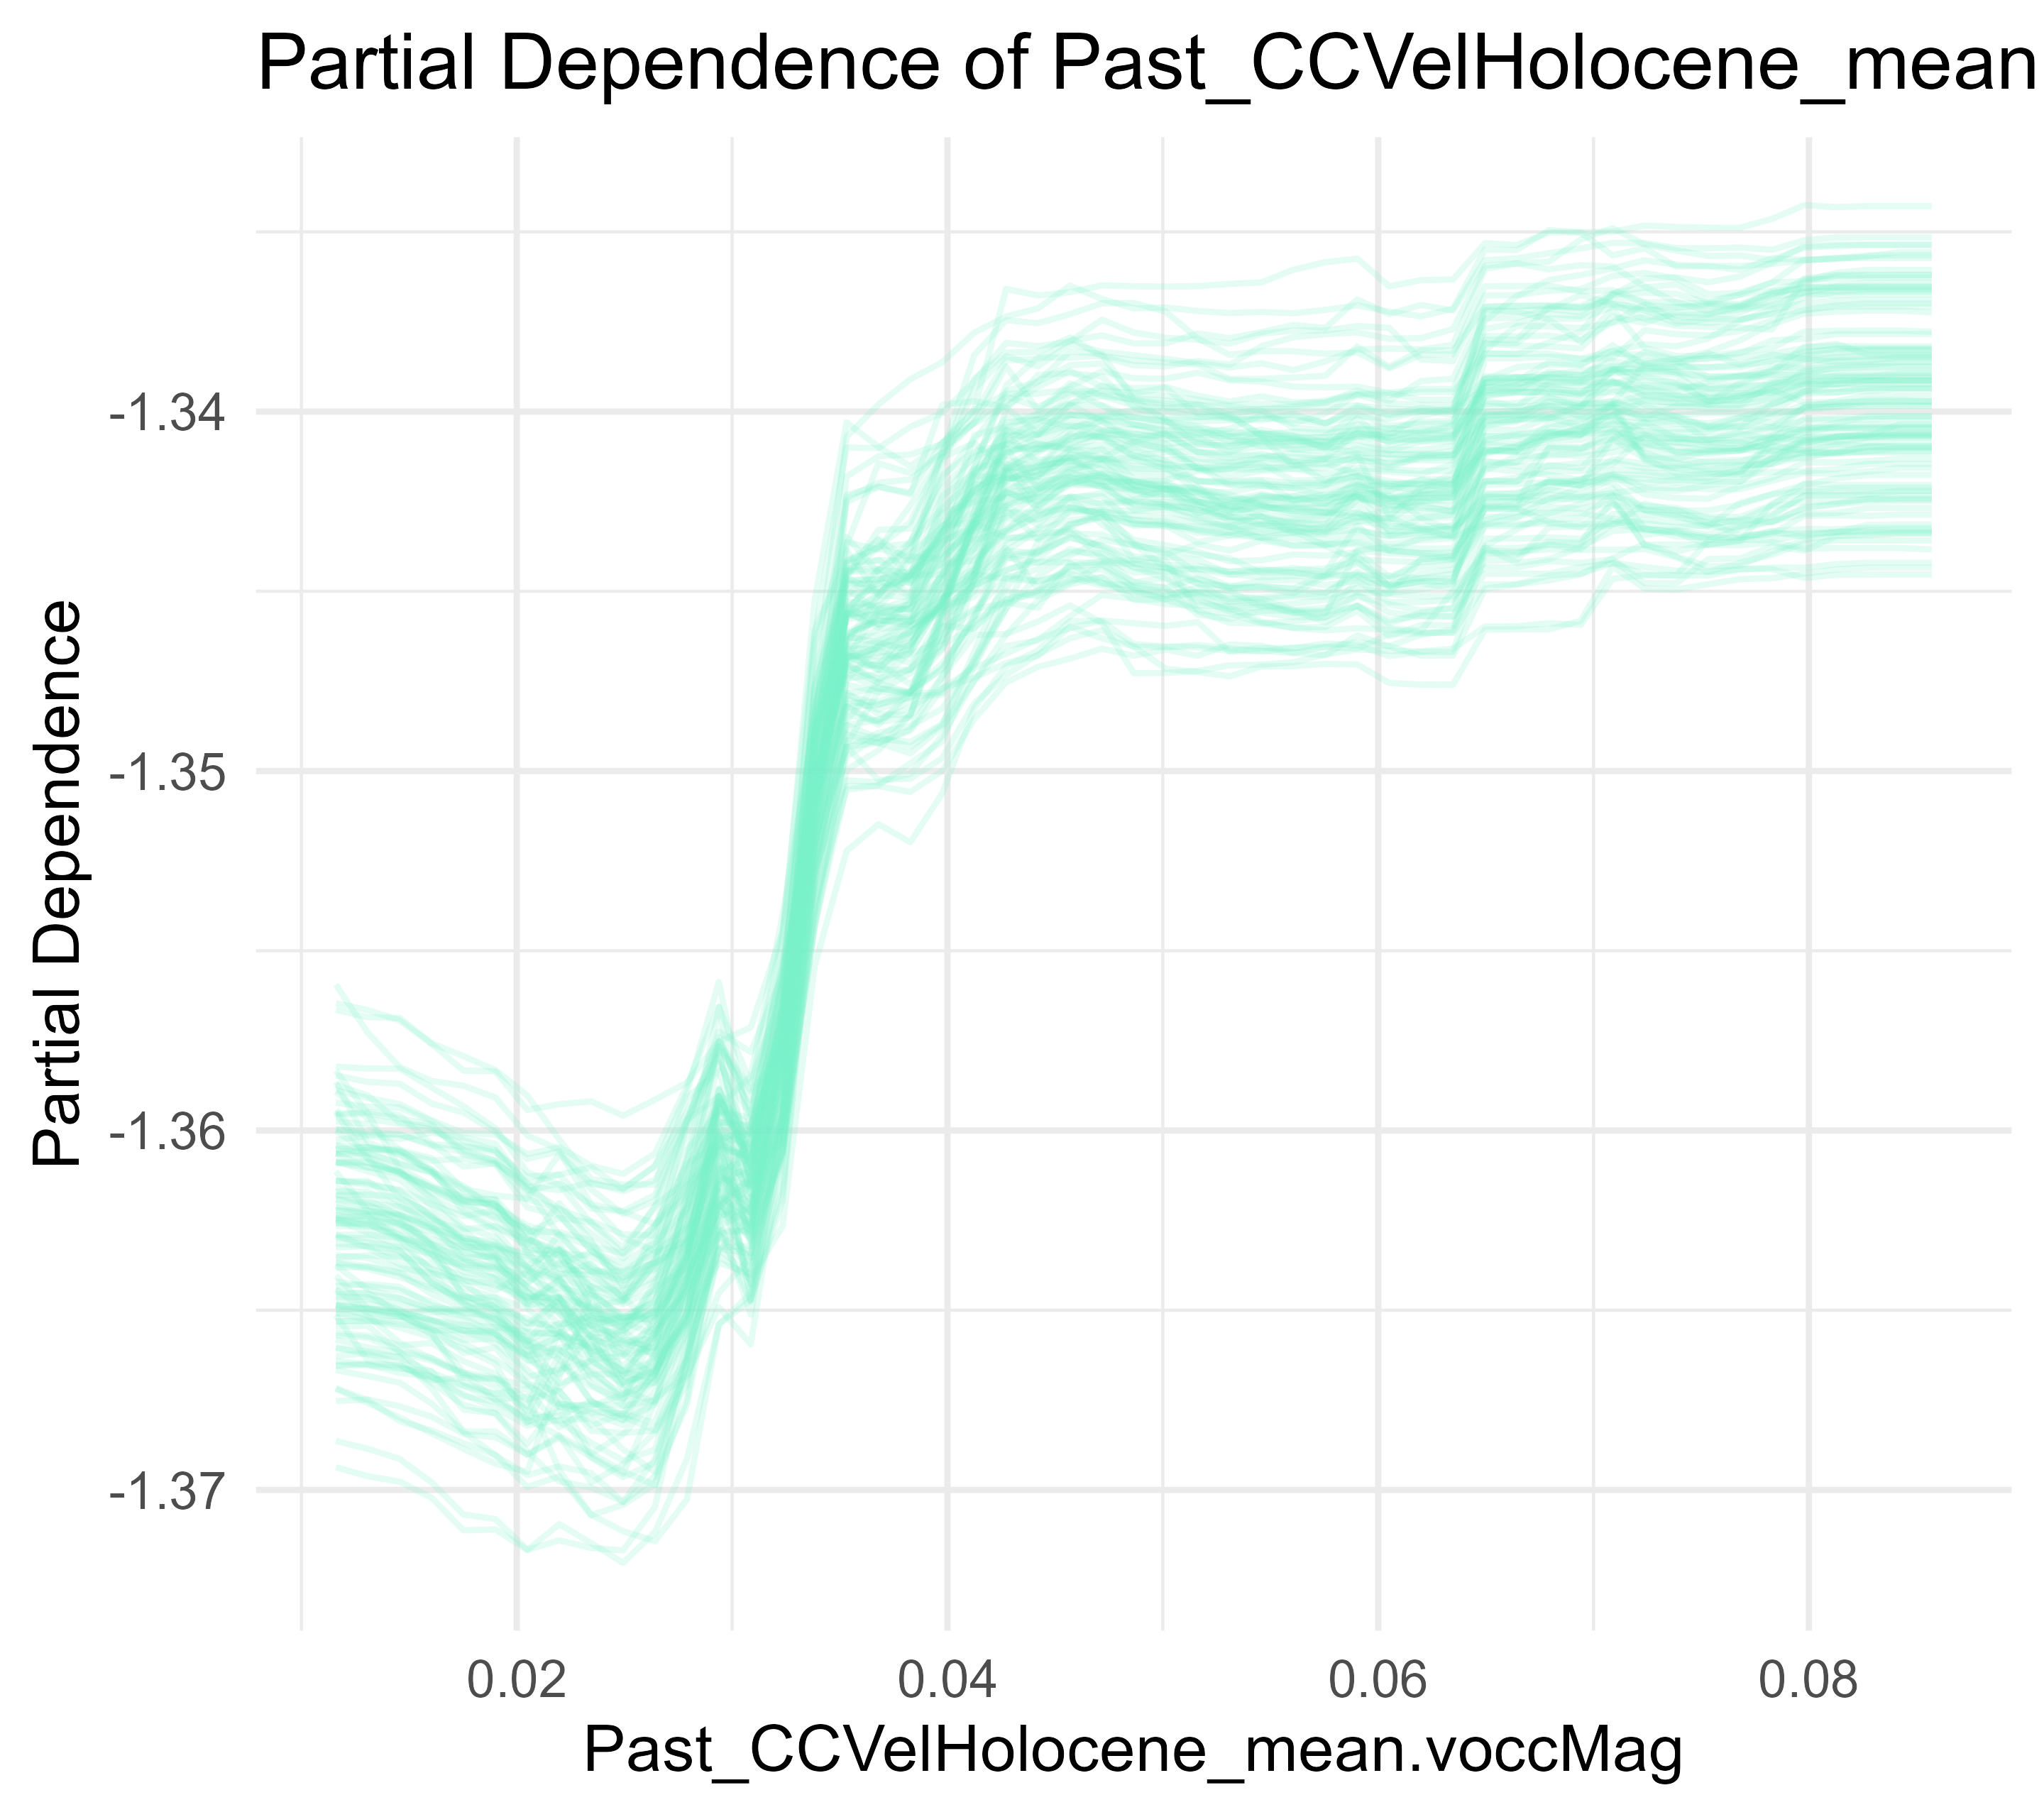 Partial Dependence of Past_CCVelHolocene_mean
Partial Dependence
-1.34
-1.35
-1.36
-1.37
0.02 0.04 0.06 0.08
Past_CCVelHolocene_mean.voccMag